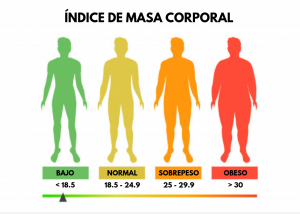 ÍNDICE DE MASA CORPORAL
BAJO NORMAL SOBREPESO OBESO
< 18.5 18.5 - 24.9 25 - 29.9 > 30